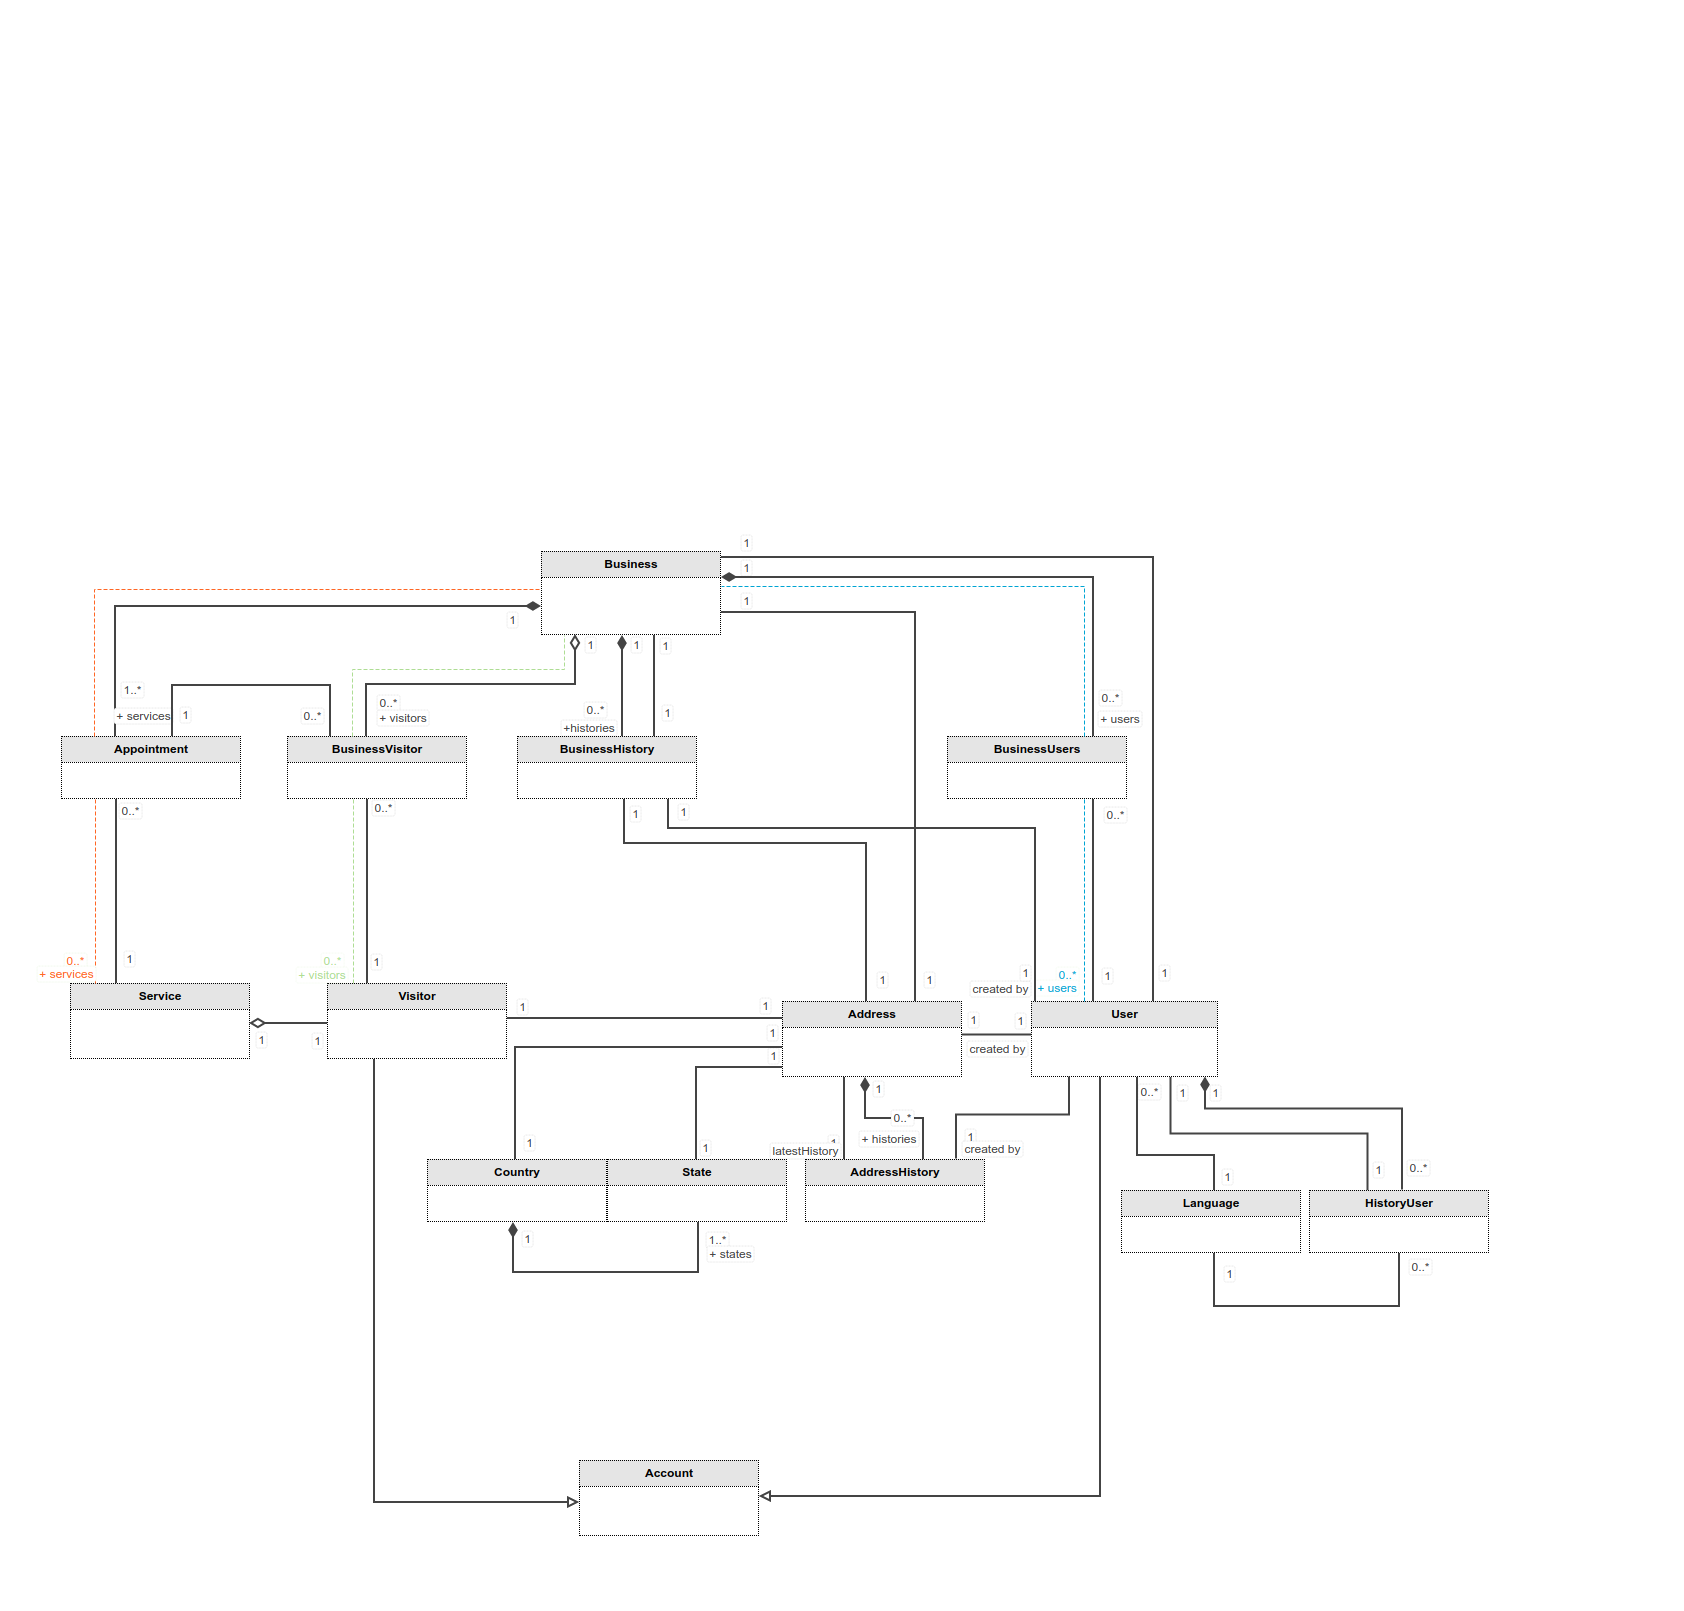 1
Business
1
1
1
1
1
1
1
1..*
+ services
1
0..*
0..*
+ visitors
0..*
+histories
1
0..*
+ users
Appointment
BusinessVisitor
BusinessHistory
BusinessUsers
0..*
0..*
1
1
0..*
0..*
+ services
1
0..*
+ visitors
1
1
1
1
created by
0..*
+ users
1
1
Service
Visitor
Address
User
1
1
1
1
1
1
1
1
created by
1
0..*
1
1
0..*
+ histories
1
1
1
latestHistory
1
created by
1
0..*
1
Country
State
AddressHistory
Language
HistoryUser
1
1..*
+ states
1
0..*
Account